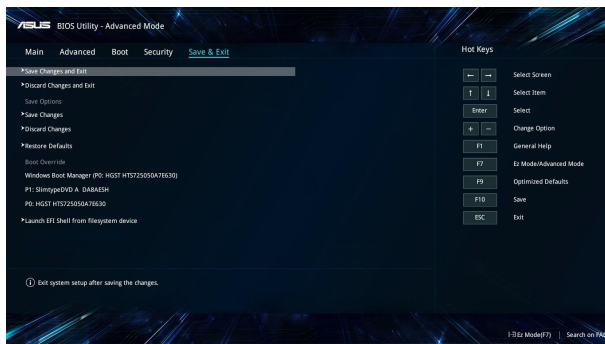 ASUS BIOS Utility - Advanced Mode
Main Advanced Boot Security Save & Exit
Hot Keys
Save Changes and Exit
Discard Changes and Exit
Save Options
Save Changes
Discard Changes
Restore Defaults
Boot Override
Windows Boot Manager (P0: HGST HTS725050A7E630)
P1: SlimtypeDVD A DA8AESH
P0: HGST HTS725050A7E630
Launch EFI Shell from filesystem device
← → Select Screen
↑ ↓ Select Item
Enter Select
+ − Change Option
F1 General Help
F7 Ez Mode/Advanced Mode
F9 Optimized Defaults
F10 Save
ESC Exit
Exit system setup after saving the changes.
Ez Mode(F7) | Search on FAQ